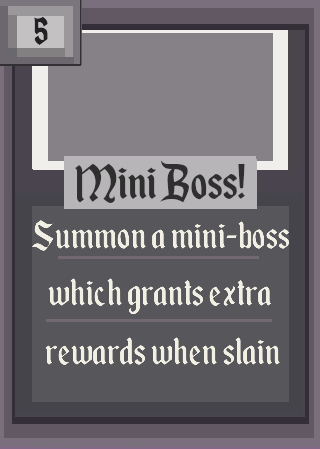 5
Mini Boss!
Summon a mini-boss
which grants extra
rewards when slain